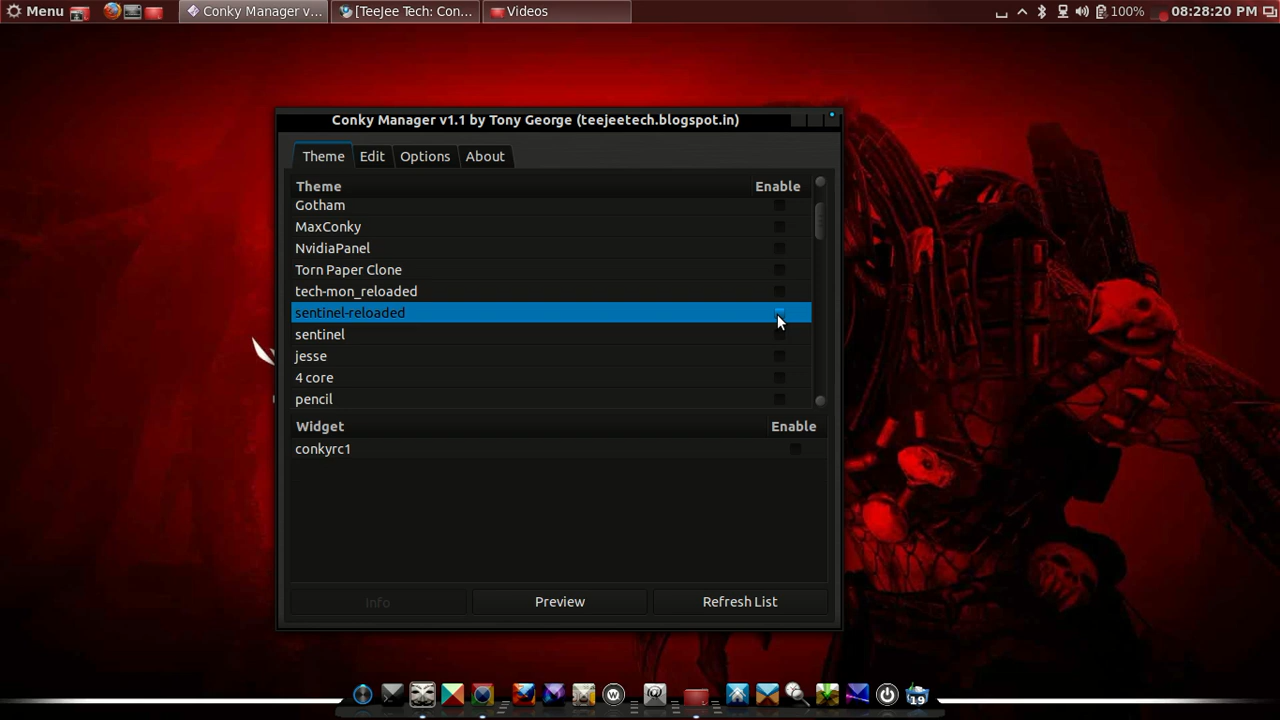 Menu
Conky Manager v...
[TeeJee Tech: Con...
Videos
100%
08:28:20 PM
Conky Manager v1.1 by Tony George (teejeetech.blogspot.in)
Theme Edit Options About
Theme Enable
Gotham
MaxConky
NvidiaPanel
Torn Paper Clone
tech-mon_reloaded
sentinel-reloaded
sentinel
jesse
4 core
pencil
Widget Enable
conkyrc1
Info Preview Refresh List
19